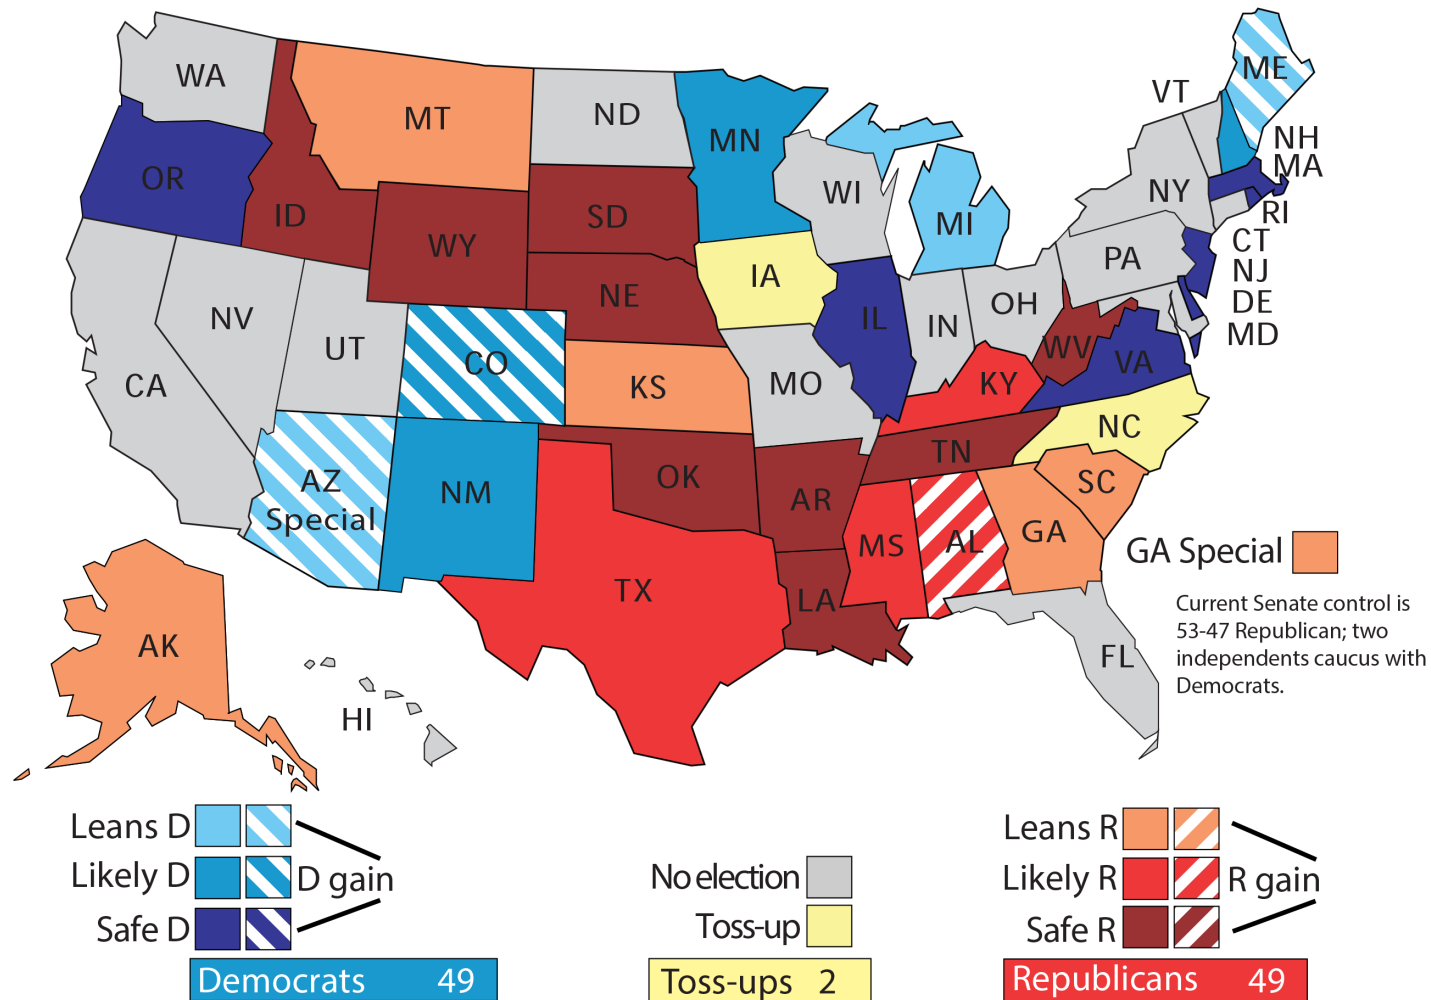 WA
MT
ND
MN
VT
ME
NH
MA
OR
ID
WY
SD
WI
MI
NY
RI
CT
NJ
DE
MD
IA
PA
NE
NV
UT
CO
CA
KS
MO
IL
IN
OH
WV
VA
KY
NC
TN
AZ
Special
NM
OK
AR
SC
MS
AL
GA
GA Special
TX
LA
FL
Current Senate control is
53-47 Republican; two
independents caucus with
Democrats.
AK
HI
Leans D
Likely D
D gain
Safe D
No election
Toss-up
Leans R
Likely R
R gain
Safe R
Democrats 49
Toss-ups 2
Republicans 49